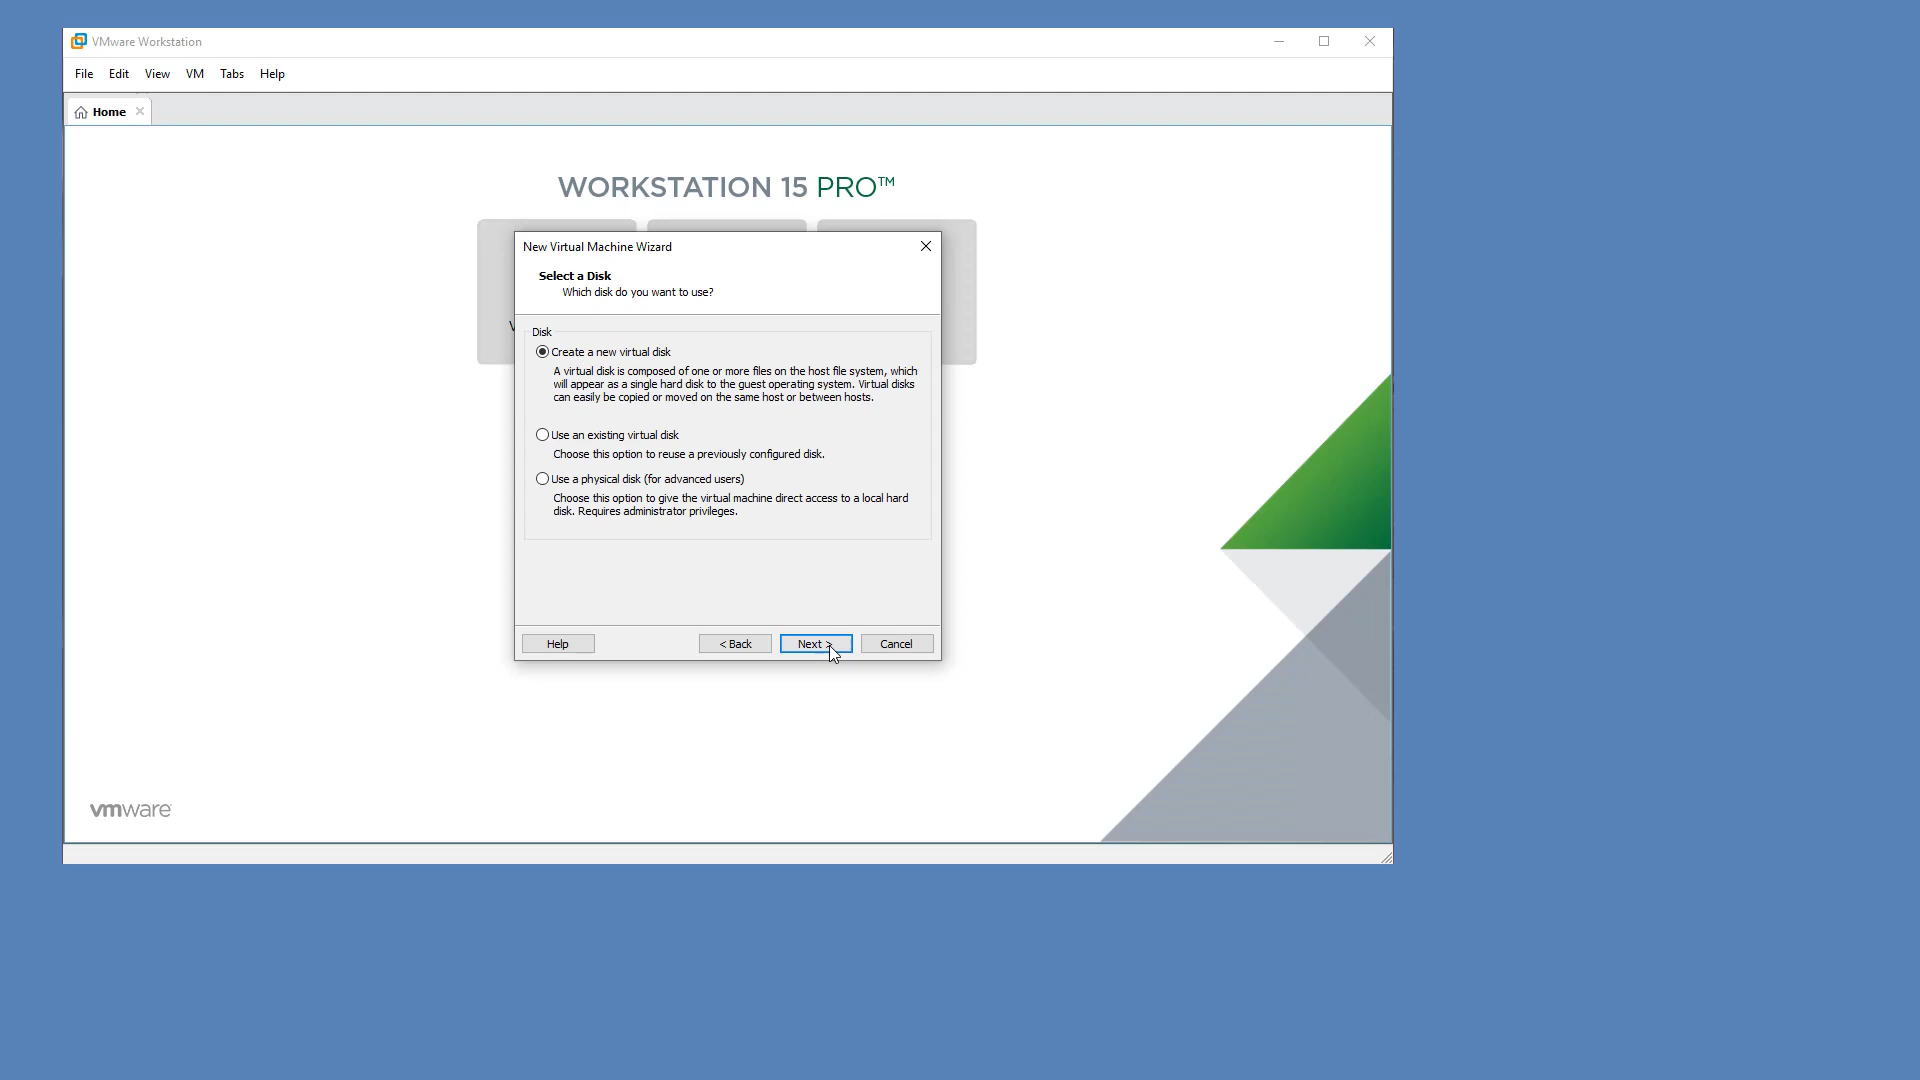 VMware Workstation
File Edit View VM Tabs Help
Home
WORKSTATION 15 PRO™
New Virtual Machine Wizard
Select a Disk
Which disk do you want to use?
Disk
Create a new virtual disk
A virtual disk is composed of one or more files on the host file system, which
will appear as a single hard disk to the guest operating system. Virtual disks
can easily be copied or moved on the same host or between hosts.
Use an existing virtual disk
Choose this option to reuse a previously configured disk.
Use a physical disk (for advanced users)
Choose this option to give the virtual machine direct access to a local hard
disk. Requires administrator privileges.
Help < Back Next > Cancel
vmware